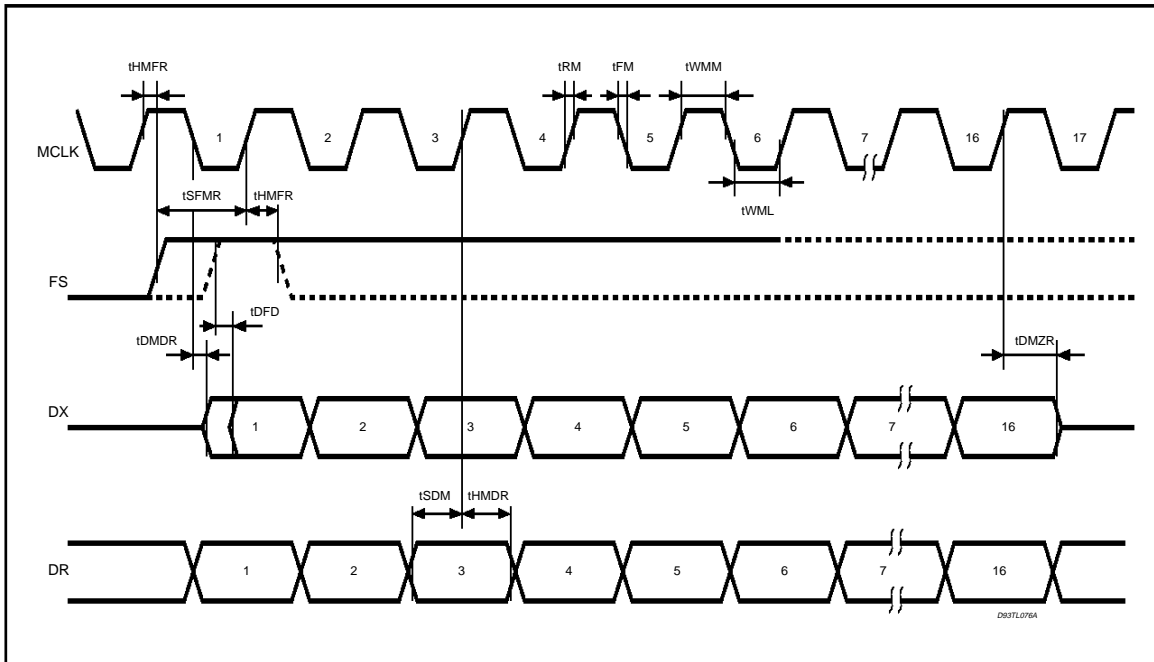 tHMFR
tRM
tFM
tWMM
MCLK
1
2
3
4
5
6
7
16
17
tSFMR
tHMFR
tWML
FS
tDFD
tDMDR
tDMZR
DX
1
2
3
4
5
6
7
16
tSDM
tHMDR
DR
1
2
3
4
5
6
7
16
D93TL076A